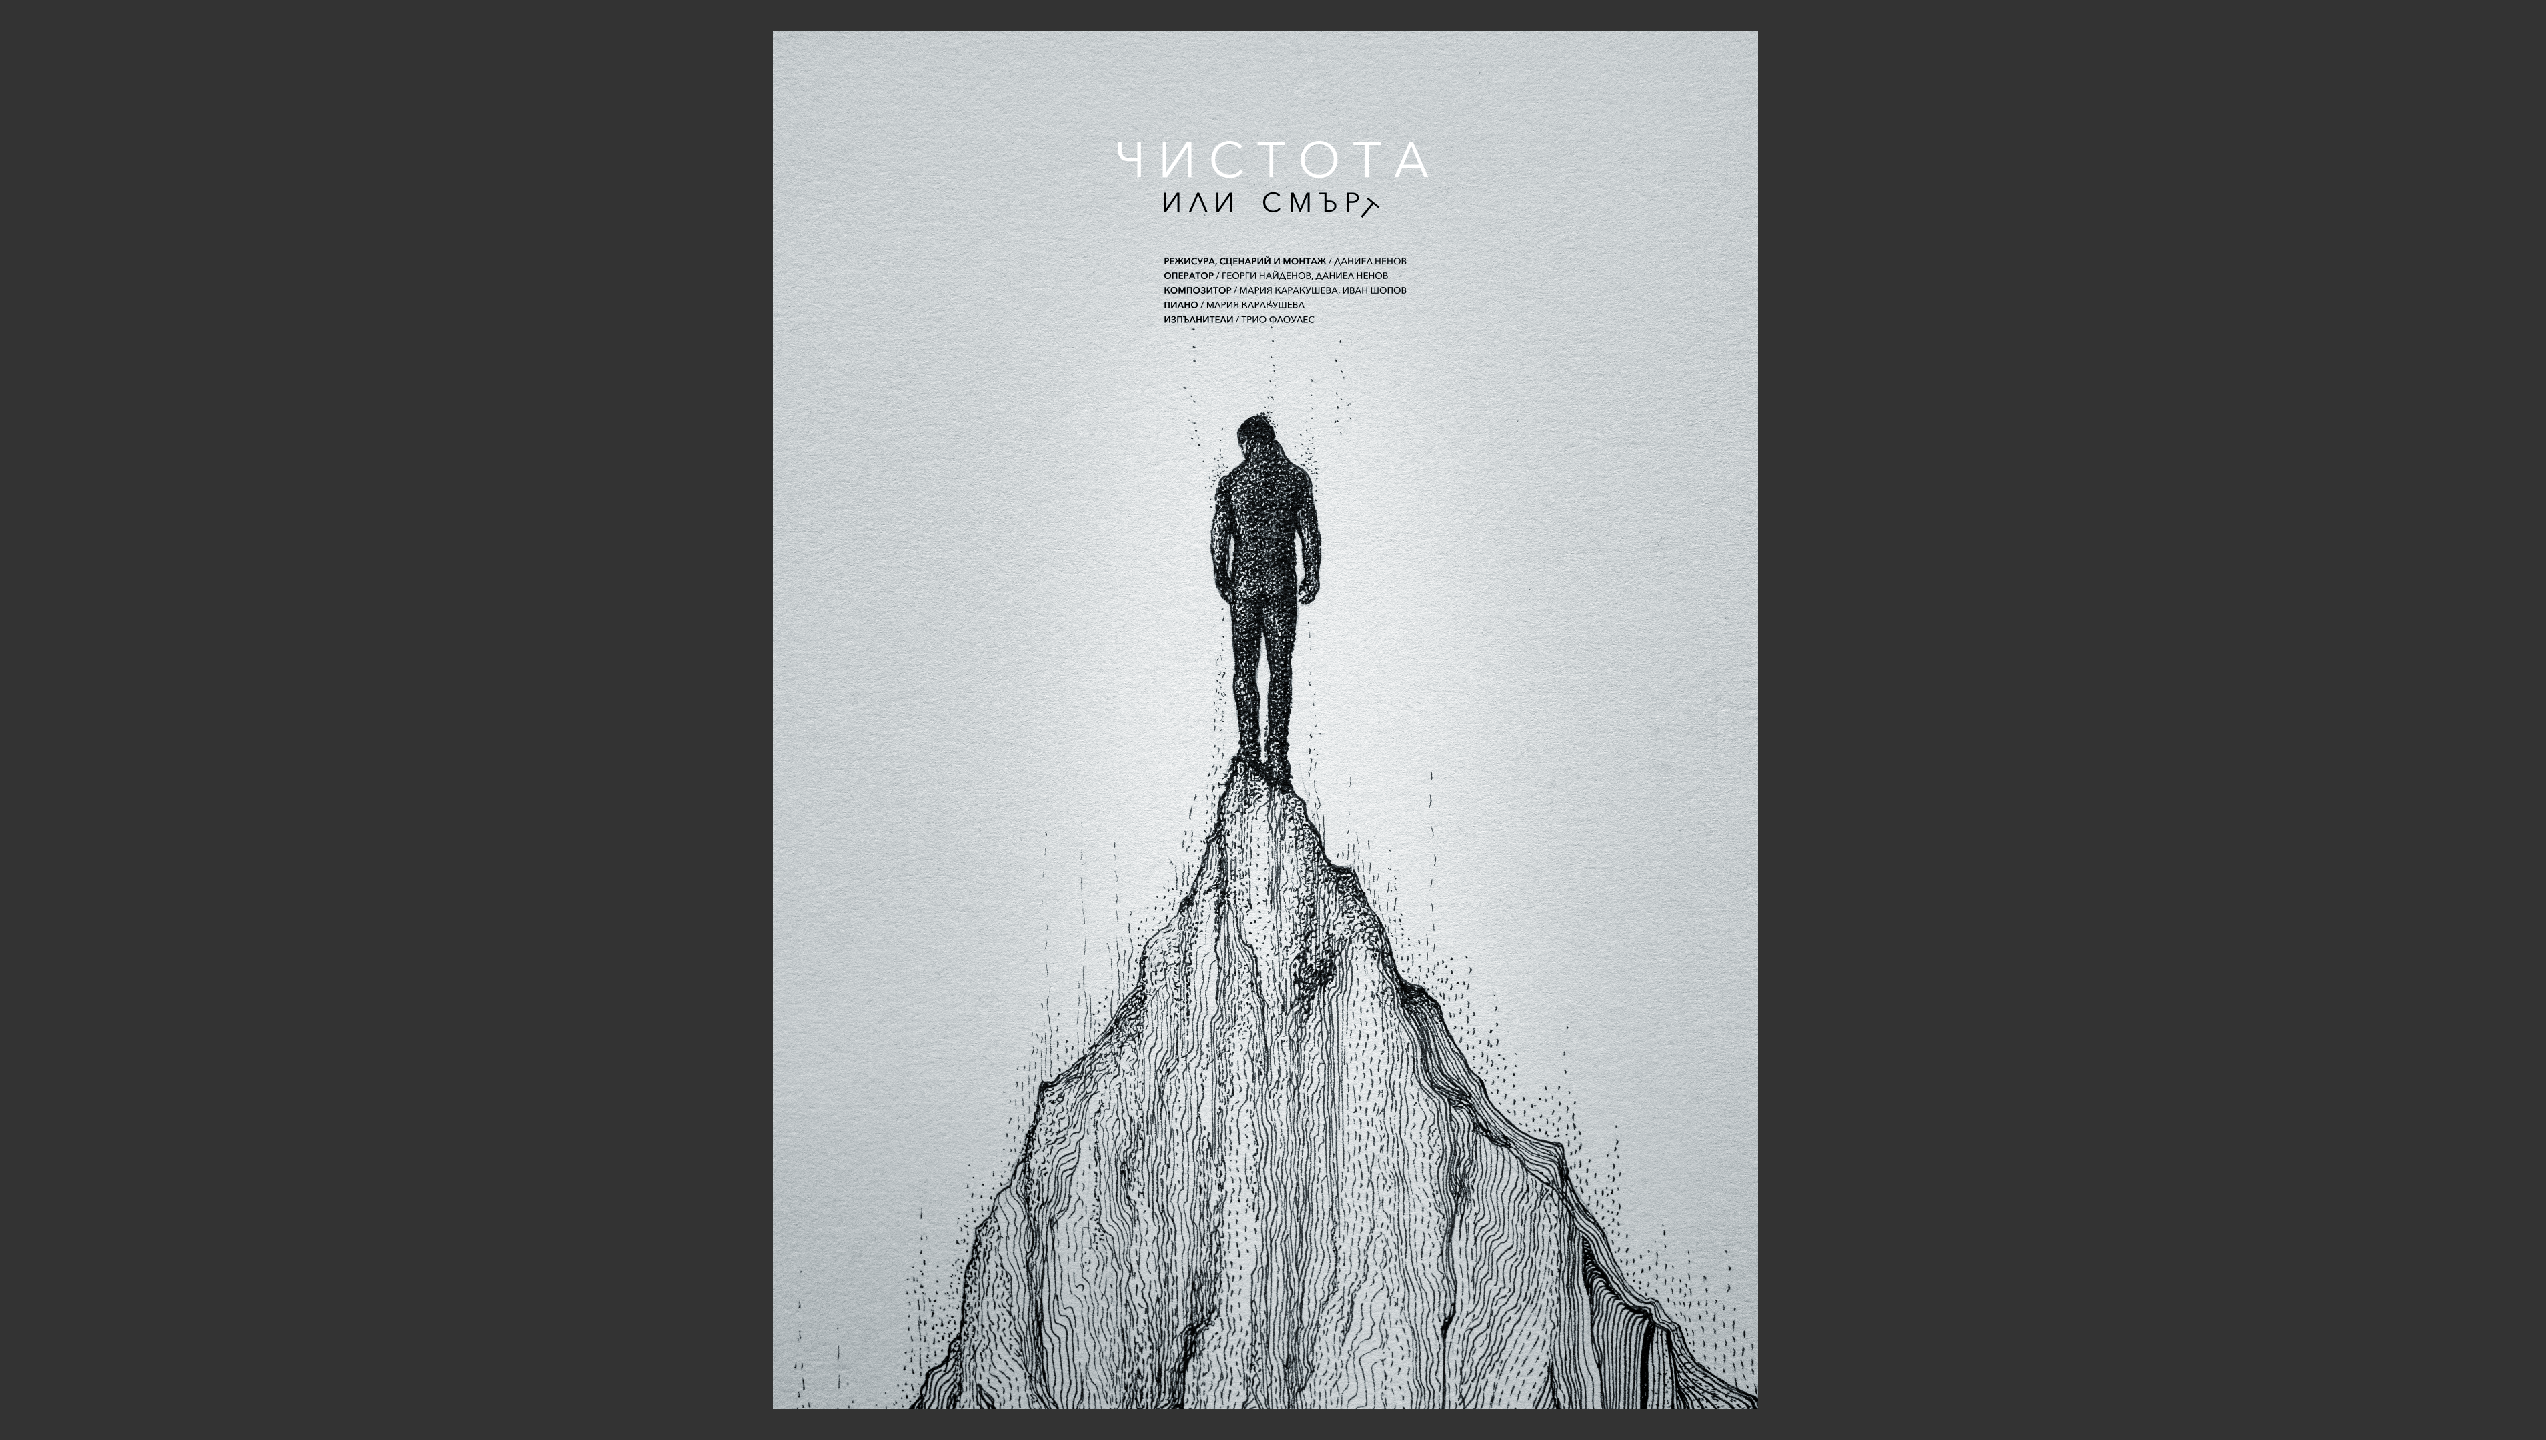 ЧИСТОТА
ИЛИ СМЪРТ
РЕЖИСУРА, СЦЕНАРИЙ И МОНТАЖ / ДАНИЕЛ НЕНОВ
ОПЕРАТОР / ГЕОРГИ НАЙДЕНОВ, ДАНИЕЛ НЕНОВ
КОМПОЗИТОР / МАРИЯ КАРАКУШЕВА, ИВАН ШОПОВ
ПИАНО / МАРИЯ КАРАКУШЕВА
ИЗПЪЛНИТЕЛИ / ТРИО ФЛОУЛЕС